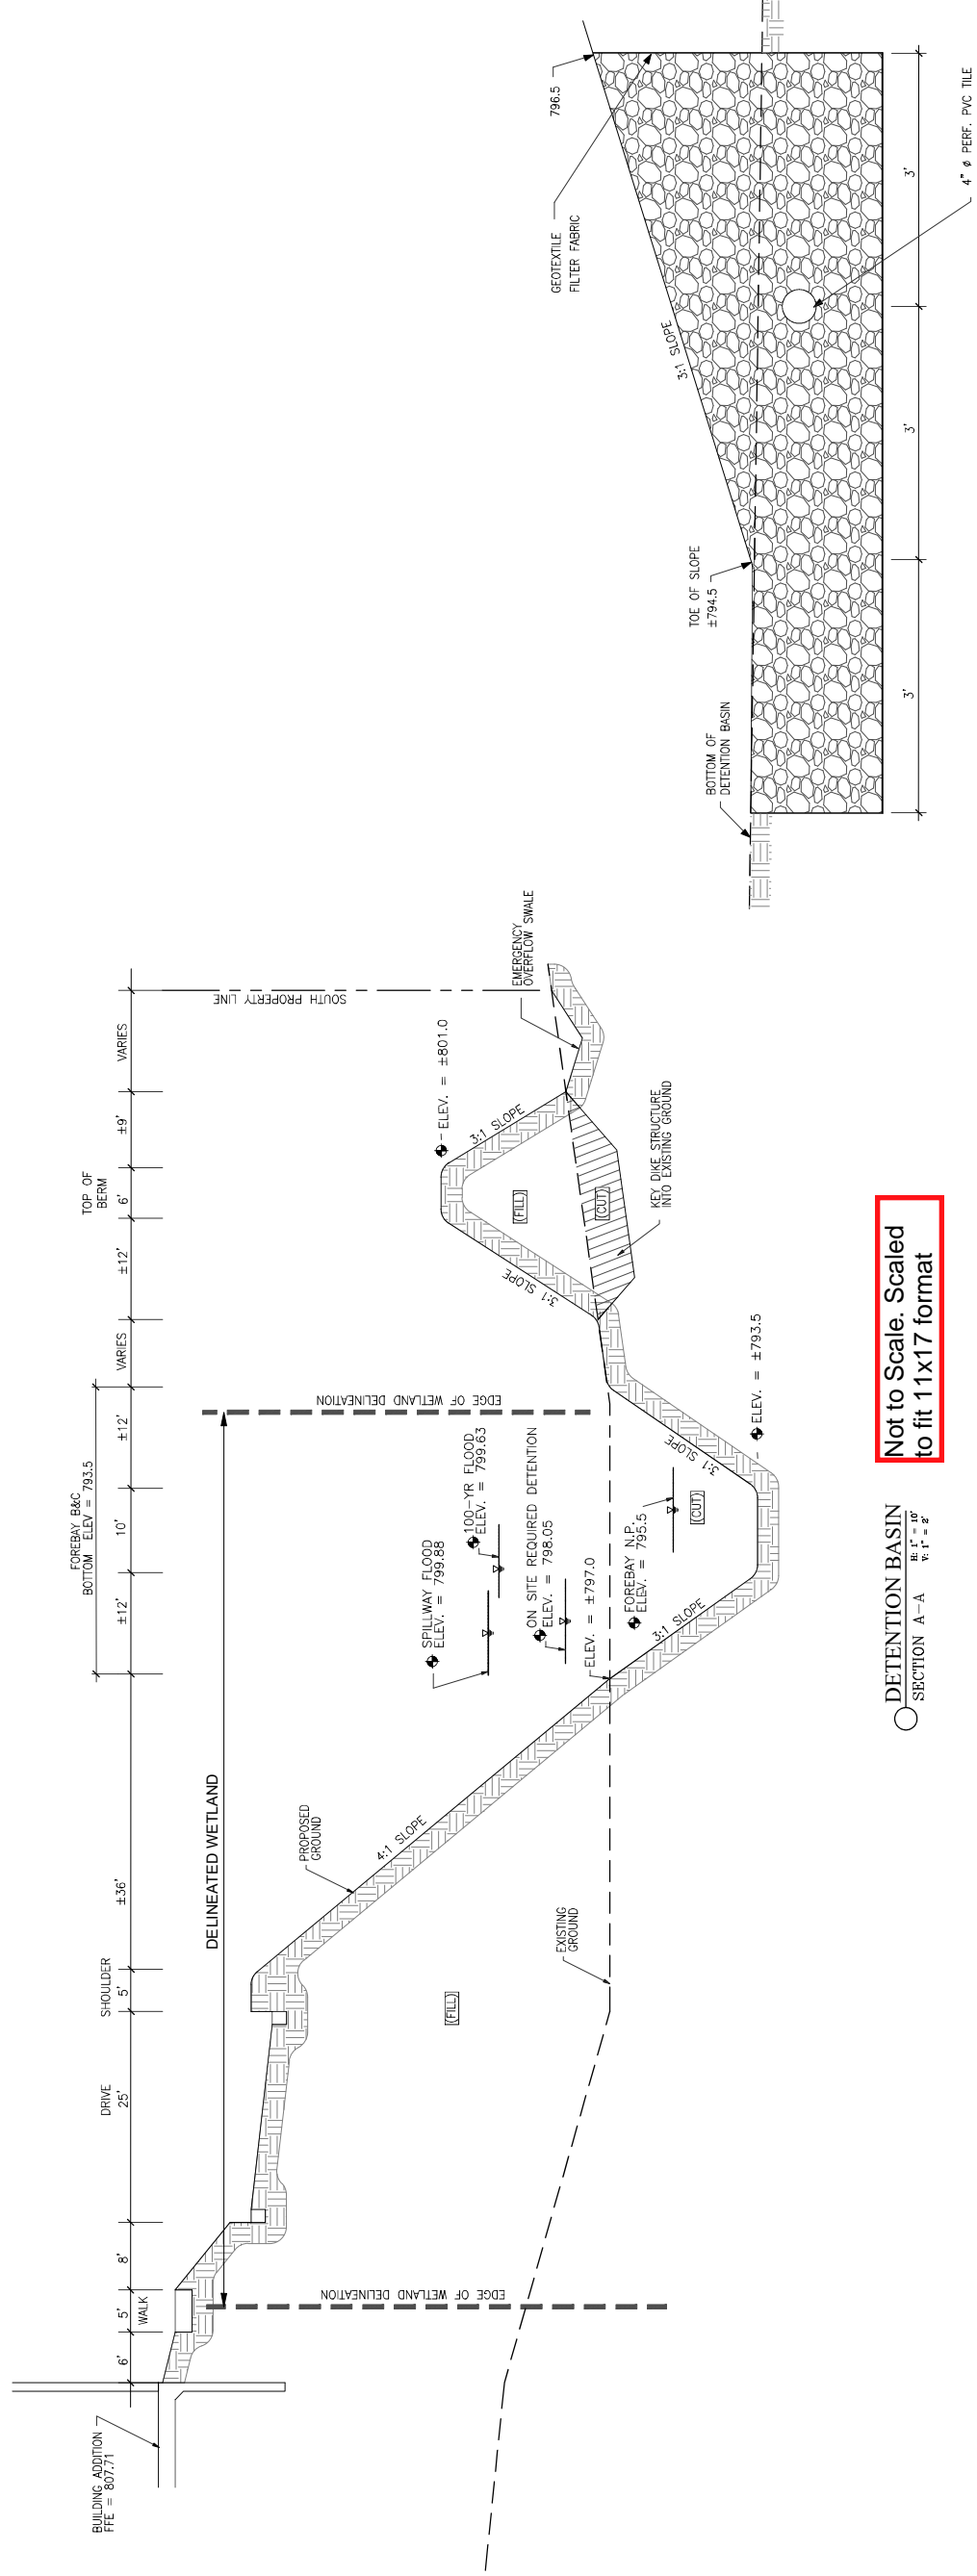 BUILDING ADDITION
FFE = 807.71
6'
5'
WALK
8'
DRIVE
25'
SHOULDER
5'
±36'
FOREBAY B&C
BOTTOM ELEV = 793.5
±12'
10'
±12'
VARIES
±12'
TOP OF
BERM
6'
±9'
VARIES
EDGE OF WETLAND DELINEATION
DELINEATED WETLAND
EDGE OF WETLAND DELINEATION
SOUTH PROPERTY LINE
PROPOSED
GROUND
4:1 SLOPE
(FILL)
EXISTING
GROUND
SPILLWAY FLOOD
ELEV. = 799.88
100-YR FLOOD
ELEV. = 799.63
ON SITE REQUIRED DETENTION
ELEV. = 798.05
ELEV. = ±797.0
FOREBAY N.P.
ELEV. = 795.5
3:1 SLOPE
(CUT)
3:1 SLOPE
ELEV. = ±793.5
3:1 SLOPE
(FILL)
3:1 SLOPE
ELEV. = ±801.0
(CUT)
KEY DIKE STRUCTURE
INTO EXISTING GROUND
EMERGENCY
OVERFLOW SWALE
DETENTION BASIN
SECTION A-A
H: 1" = 10'
V: 1" = 2'
Not to Scale. Scaled
to fit 11x17 format
BOTTOM OF
DETENTION BASIN
TOE OF SLOPE
±794.5
3:1 SLOPE
GEOTEXTILE
FILTER FABRIC
796.5
3'
3'
3'
4" ø PERF. PVC TILE